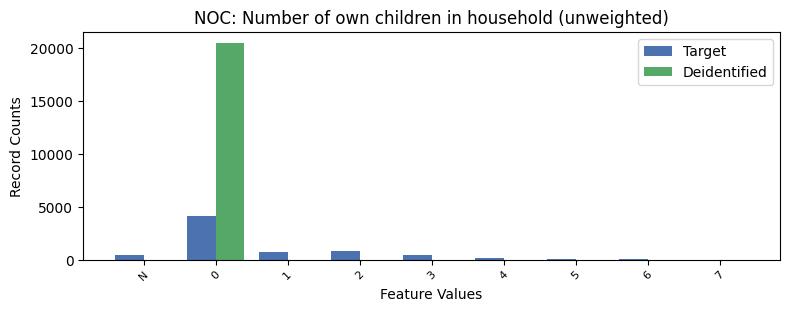 NOC: Number of own children in household (unweighted)
Target
Deidentified
20000
15000
10000
5000
0
Record Counts
N 0 1 2 3 4 5 6 7
Feature Values